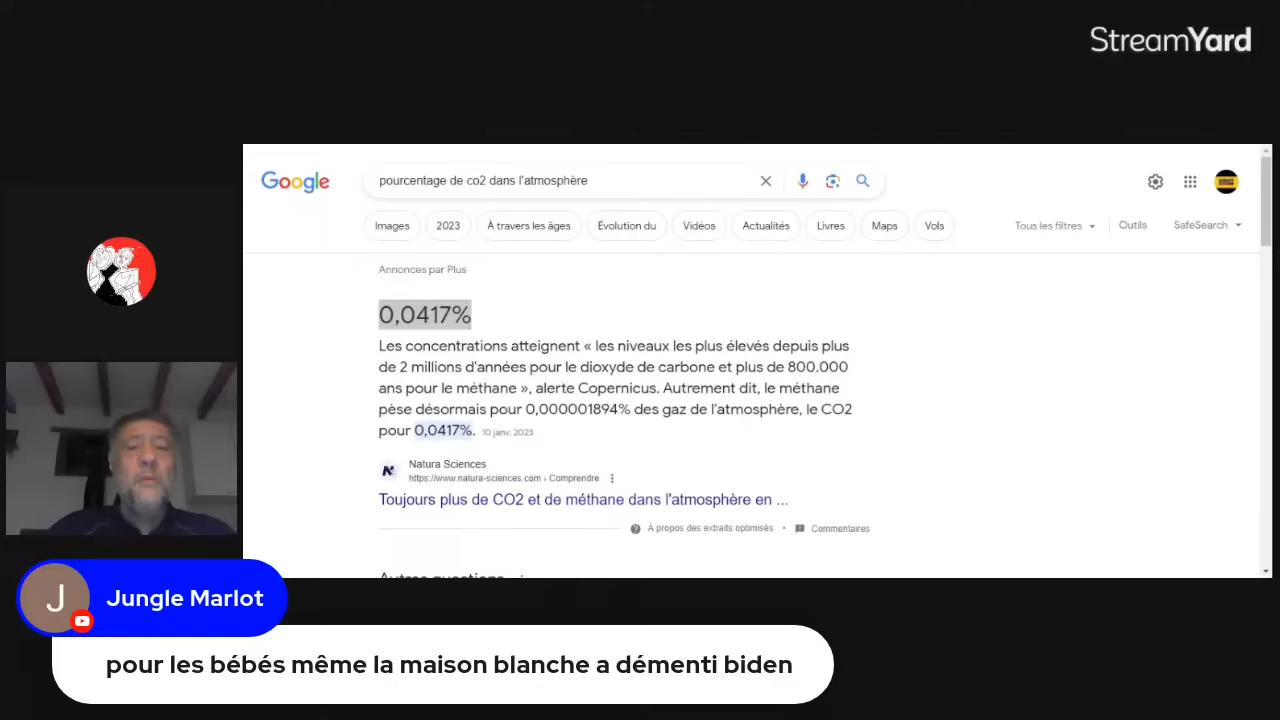 StreamYard
Google
pourcentage de co2 dans l'atmosphère
Images
2023
À travers les âges
Évolution du
Vidéos
Actualités
Livres
Maps
Vols
Tous les filtres
Outils
SafeSearch
Annonces par Plus
0,0417%
Les concentrations atteignent « les niveaux les plus élevés depuis plus
de 2 millions d'années pour le dioxyde de carbone et plus de 800.000
ans pour le méthane », alerte Copernicus. Autrement dit, le méthane
pèse désormais pour 0,000001894% des gaz de l'atmosphère, le CO2
pour 0,0417%. 10 janv. 2023
Natura Sciences
https://www.natura-sciences.com › Comprendre
Toujours plus de CO2 et de méthane dans l'atmosphère en ...
À propos des extraits optimisés • Commentaires
Autres questions
J
Jungle Marlot
pour les bébés même la maison blanche a démenti biden